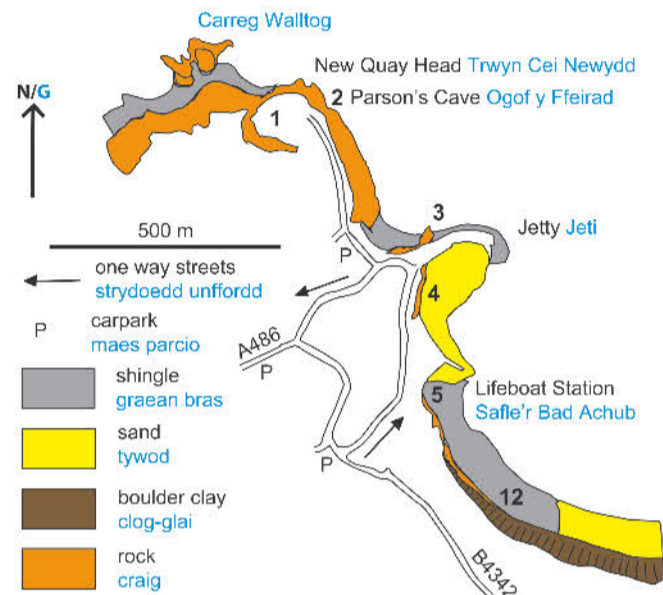 Carreg Walltog
New Quay Head Trwyn Cei Newydd
N/G
2 Parson's Cave Ogof y Ffeirad
1
3
500 m
Jetty Jeti
P
one way streets
strydoedd unffordd
4
P carpark
maes parcio
A486
P
shingle
graean bras
5
Lifeboat Station
Safle'r Bad Achub
sand
tywod
P
12
boulder clay
clog-glai
rock
craig
B4342